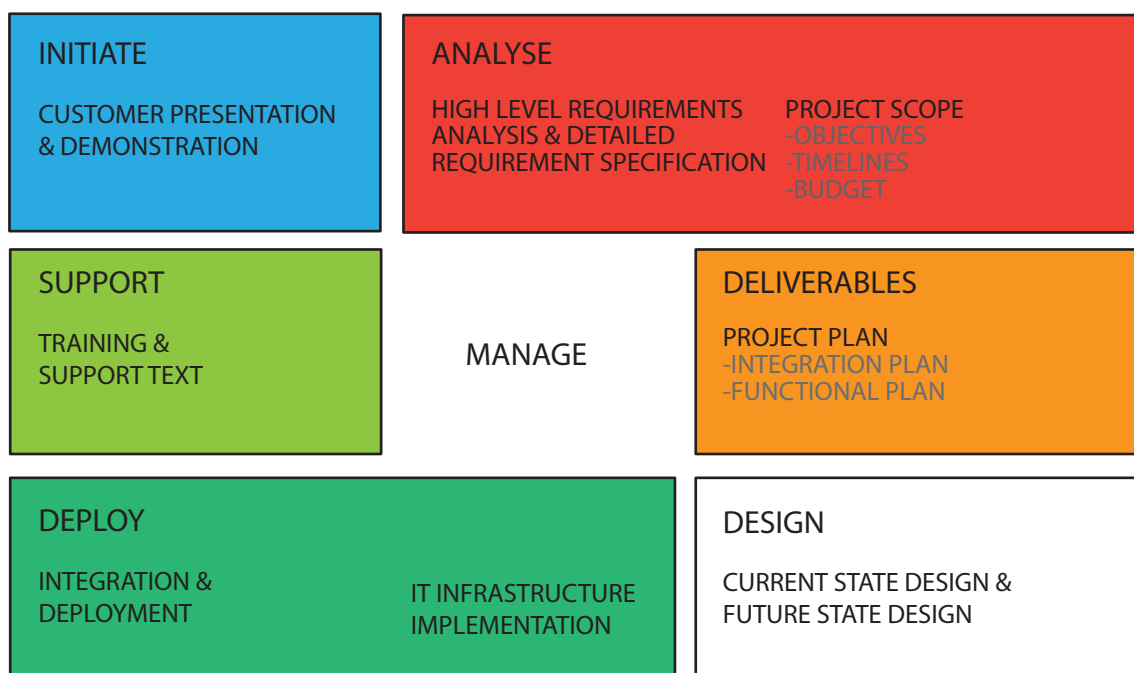 INITIATE
CUSTOMER PRESENTATION
& DEMONSTRATION
ANALYSE
HIGH LEVEL REQUIREMENTS
ANALYSIS & DETAILED
REQUIREMENT SPECIFICATION
PROJECT SCOPE
-OBJECTIVES
-TIMELINES
-BUDGET
SUPPORT
TRAINING &
SUPPORT TEXT
MANAGE
DELIVERABLES
PROJECT PLAN
-INTEGRATION PLAN
-FUNCTIONAL PLAN
DEPLOY
INTEGRATION &
DEPLOYMENT
IT INFRASTRUCTURE
IMPLEMENTATION
DESIGN
CURRENT STATE DESIGN &
FUTURE STATE DESIGN